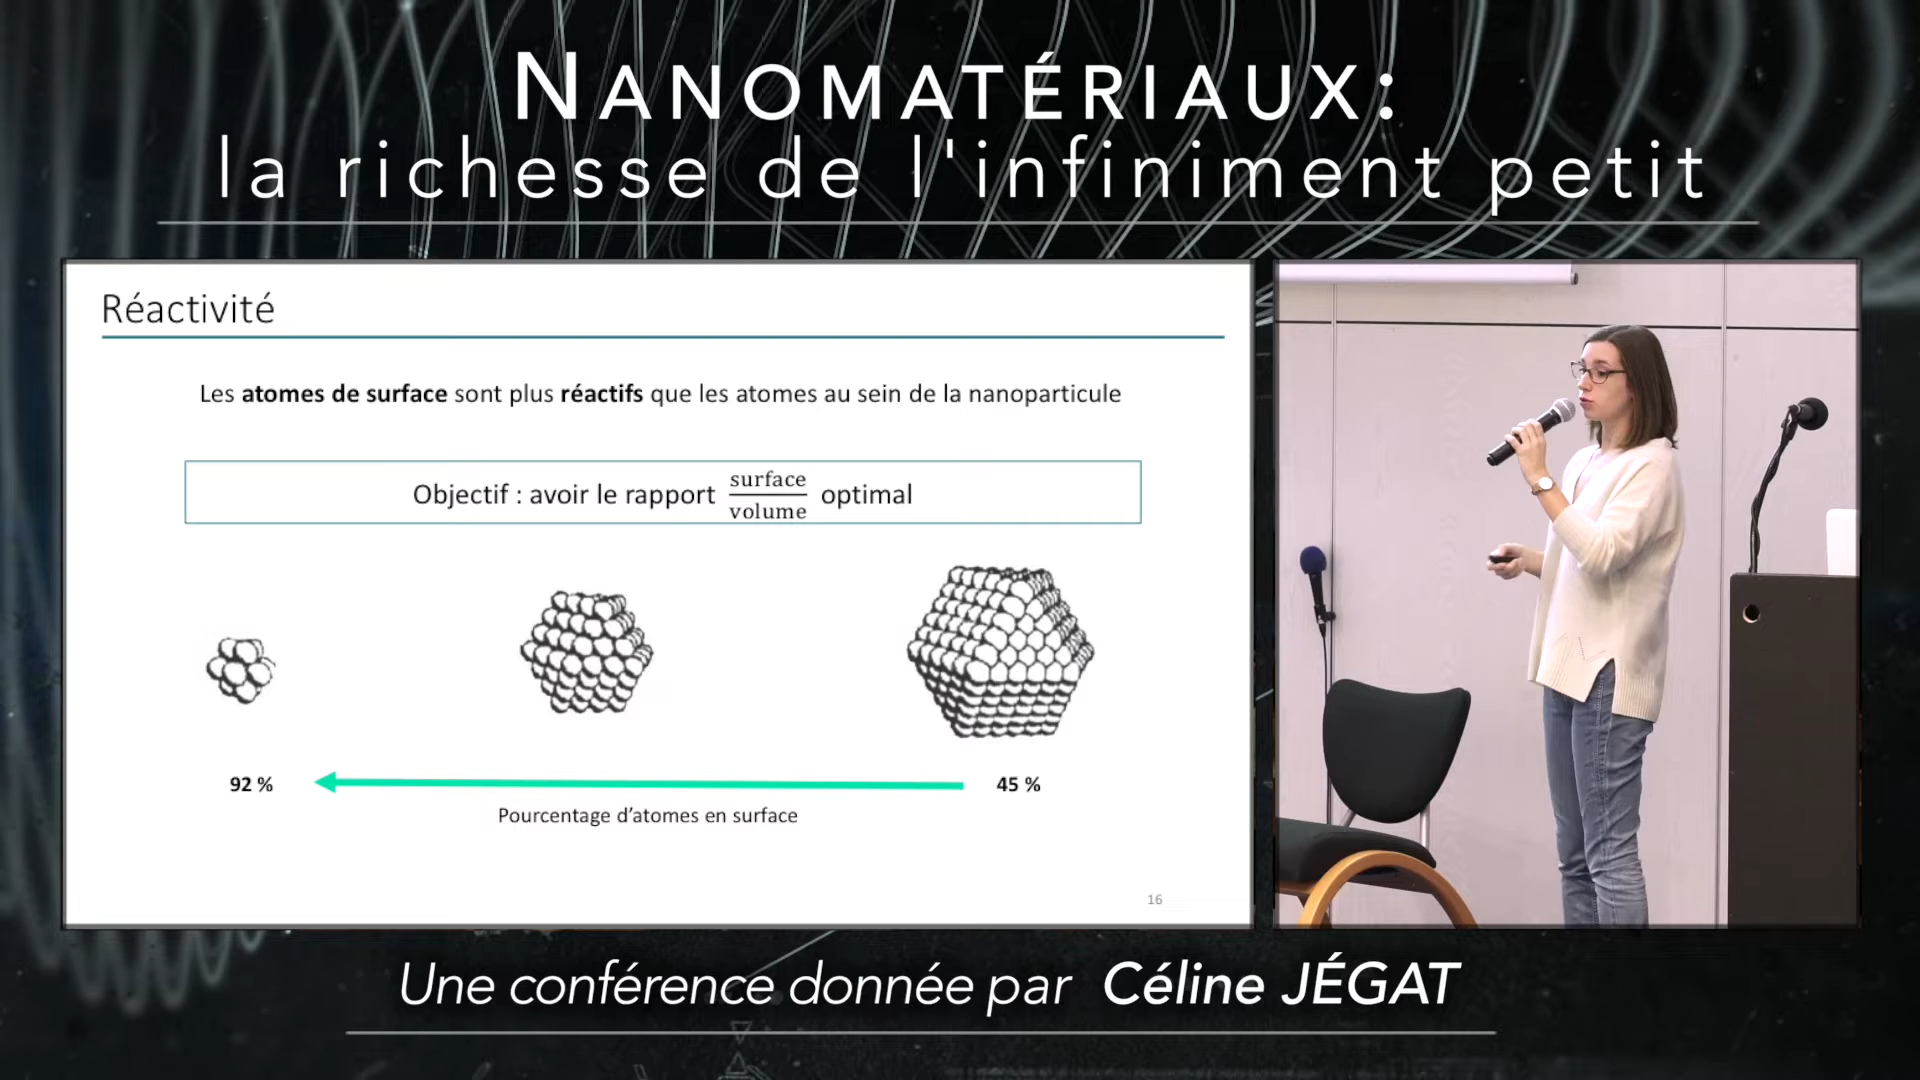 NANOMATÉRIAUX:
la richesse de l'infiniment petit
Réactivité
Les atomes de surface sont plus réactifs que les atomes au sein de la nanoparticule
Objectif : avoir le rapport surface/volume optimal
92 %
45 %
Pourcentage d'atomes en surface
16
Une conférence donnée par Céline JÉGAT